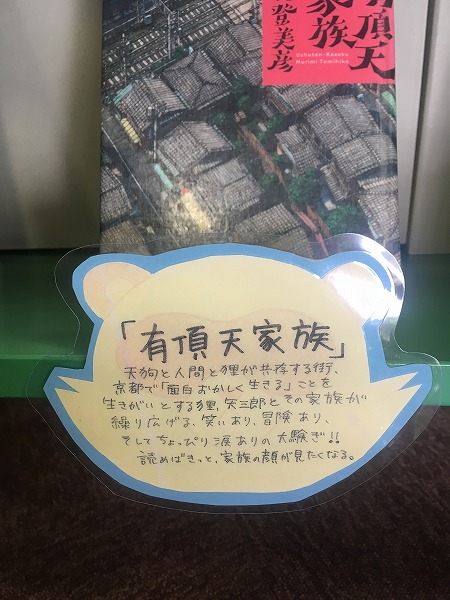 有頂天
家族
登美彦
Uchoten-Kazoku
Morimi Tomihiko
「有頂天家族」
天狗と人間と狸が共存する街、
京都で「面白おかしく生きる」ことを
生きがいとする狸、矢三郎とその家族が
繰り広げる、笑いあり、冒険あり、
そしてちょっぴり涙ありの大騒ぎ!!
読めばきっと、家族の顔が見たくなる。